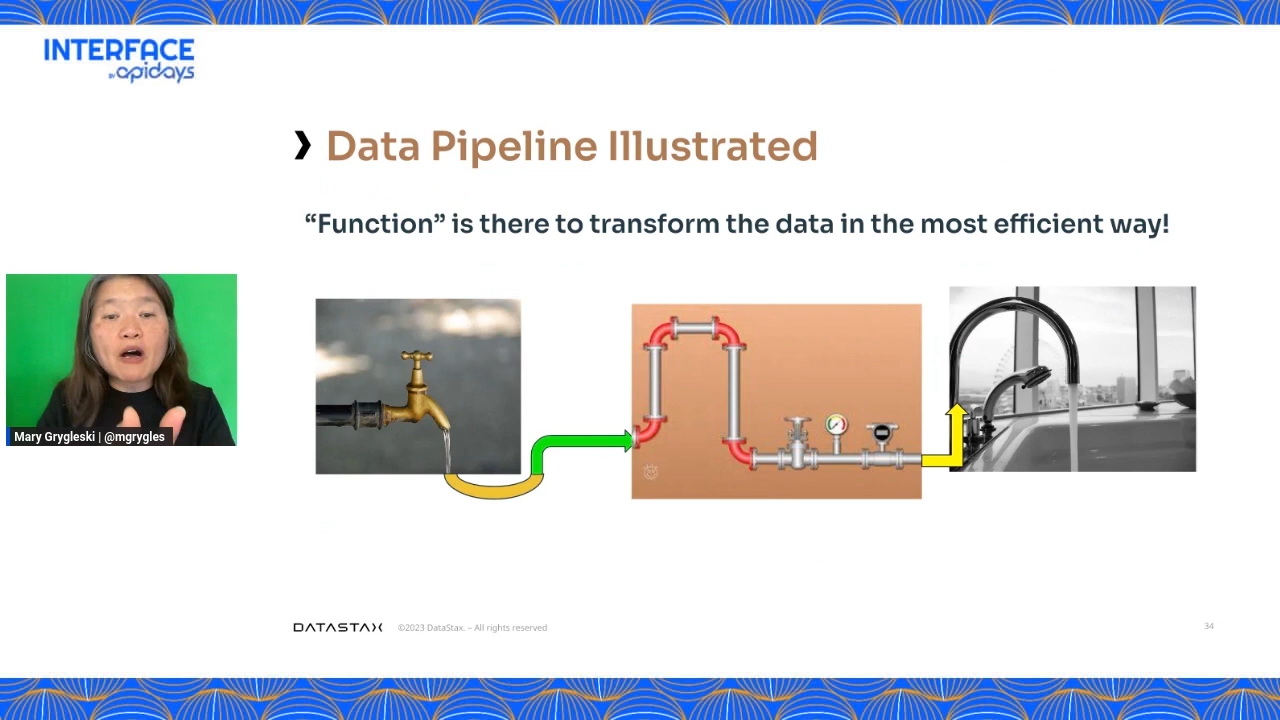 INTERFACE
BY apidays
❯ Data Pipeline Illustrated
“Function” is there to transform the data in the most efficient way!
Mary Grygleski | @mgrygles
DATASTAX
©2023 DataStax. – All rights reserved
34